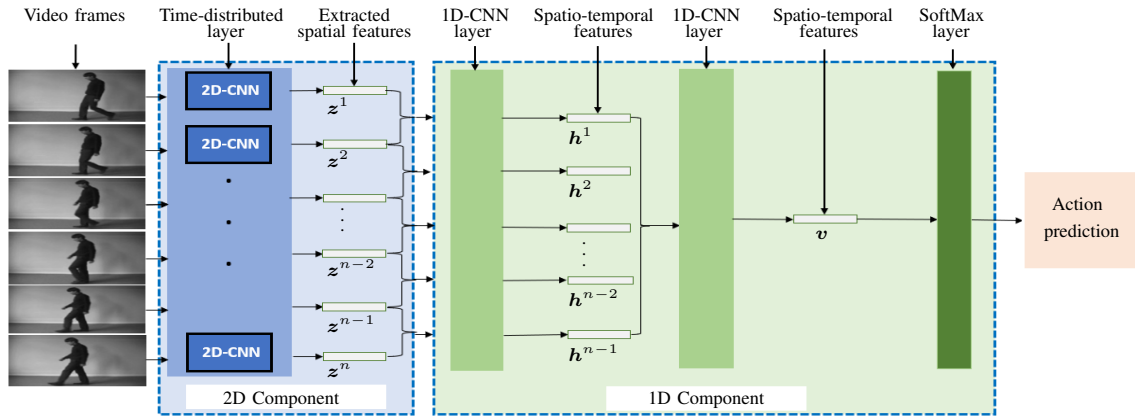 Video frames
Time-distributed
layer
Extracted
spatial features
1D-CNN
layer
Spatio-temporal
features
1D-CNN
layer
Spatio-temporal
features
SoftMax
layer
2D-CNN
2D-CNN
2D-CNN
z^1
z^2
z^{n-2}
z^{n-1}
z^n
h^1
h^2
h^{n-2}
h^{n-1}
v
Action
prediction
2D Component
1D Component